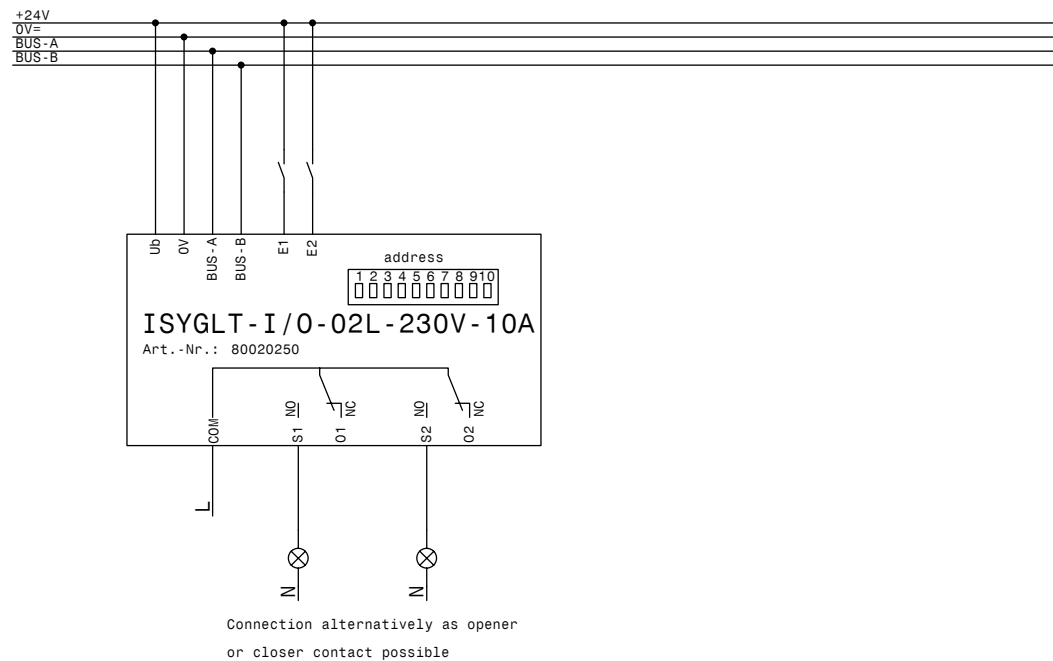 +24V
0V=
BUS-A
BUS-B
Ub
0V
BUS-A
BUS-B
E1
E2
address
1 2 3 4 5 6 7 8 9 10
ISYGLT-I/O-02L-230V-10A
Art.-Nr.: 80020250
COM
S1
NO
O1
NC
S2
NO
O2
NC
L
N
N
Connection alternatively as opener
or closer contact possible